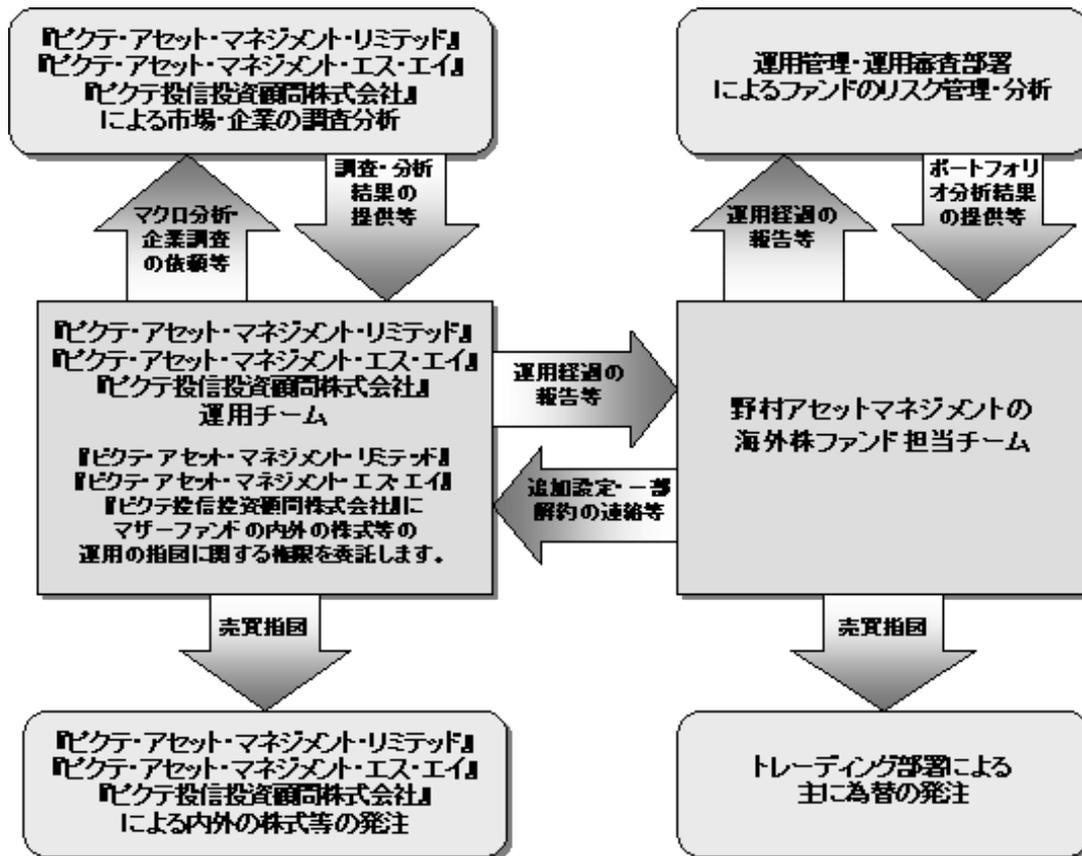 『ピクテ・アセット・マネジメント・リミテッド』
『ピクテ・アセット・マネジメント・エス・エイ』
『ピクテ投信投資顧問株式会社』
による市場・企業の調査分析
運用管理・運用審査部署
によるファンドのリスク管理・分析
マクロ分析・
企業調査
の依頼等
調査・分析
結果の
提供等
運用経過の
報告等
ポートフォリ
オ分析結果
の提供等
『ピクテ・アセット・マネジメント・リミテッド』
『ピクテ・アセット・マネジメント・エス・エイ』
『ピクテ投信投資顧問株式会社』
運用チーム
『ピクテ・アセット・マネジメント・リミテッド』
『ピクテ・アセット・マネジメント・エス・エイ』
『ピクテ投信投資顧問株式会社』に
マザーファンドの内外の株式等の
運用の指図に関する権限を委託します。
運用経過の
報告等
追加設定・一部
解約の連絡等
野村アセットマネジメントの
海外株ファンド担当チーム
売買指図
売買指図
『ピクテ・アセット・マネジメント・リミテッド』
『ピクテ・アセット・マネジメント・エス・エイ』
『ピクテ投信投資顧問株式会社』
による内外の株式等の発注
トレーディング部署による
主に為替の発注